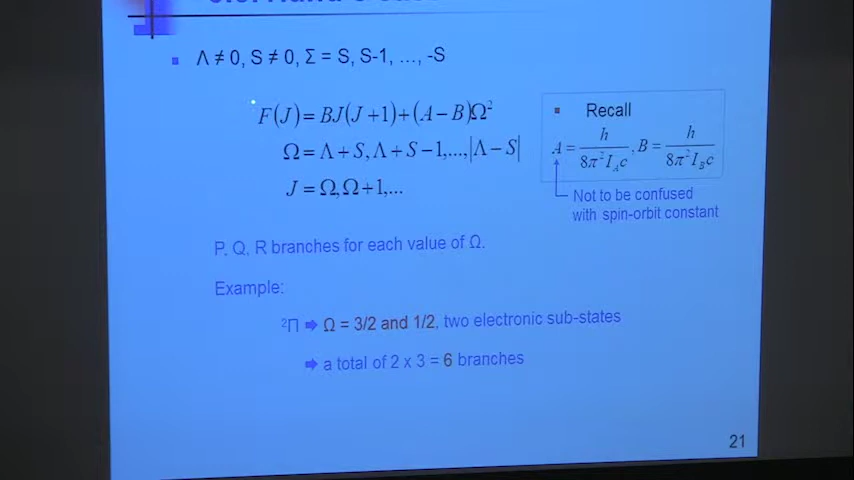 Λ ≠ 0, S ≠ 0, Σ = S, S-1, ..., -S
F(J) = BJ(J+1)+(A−B)Ω²
Ω = Λ+S, Λ+S−1,...,|Λ−S|
J = Ω,Ω+1,...
Recall
A = h/8π²I_Ac, B = h/8π²I_Bc
Not to be confused
with spin-orbit constant
P, Q, R branches for each value of Ω.
Example:
²Π ⇒ Ω = 3/2 and 1/2, two electronic sub-states
⇒ a total of 2 x 3 = 6 branches
21